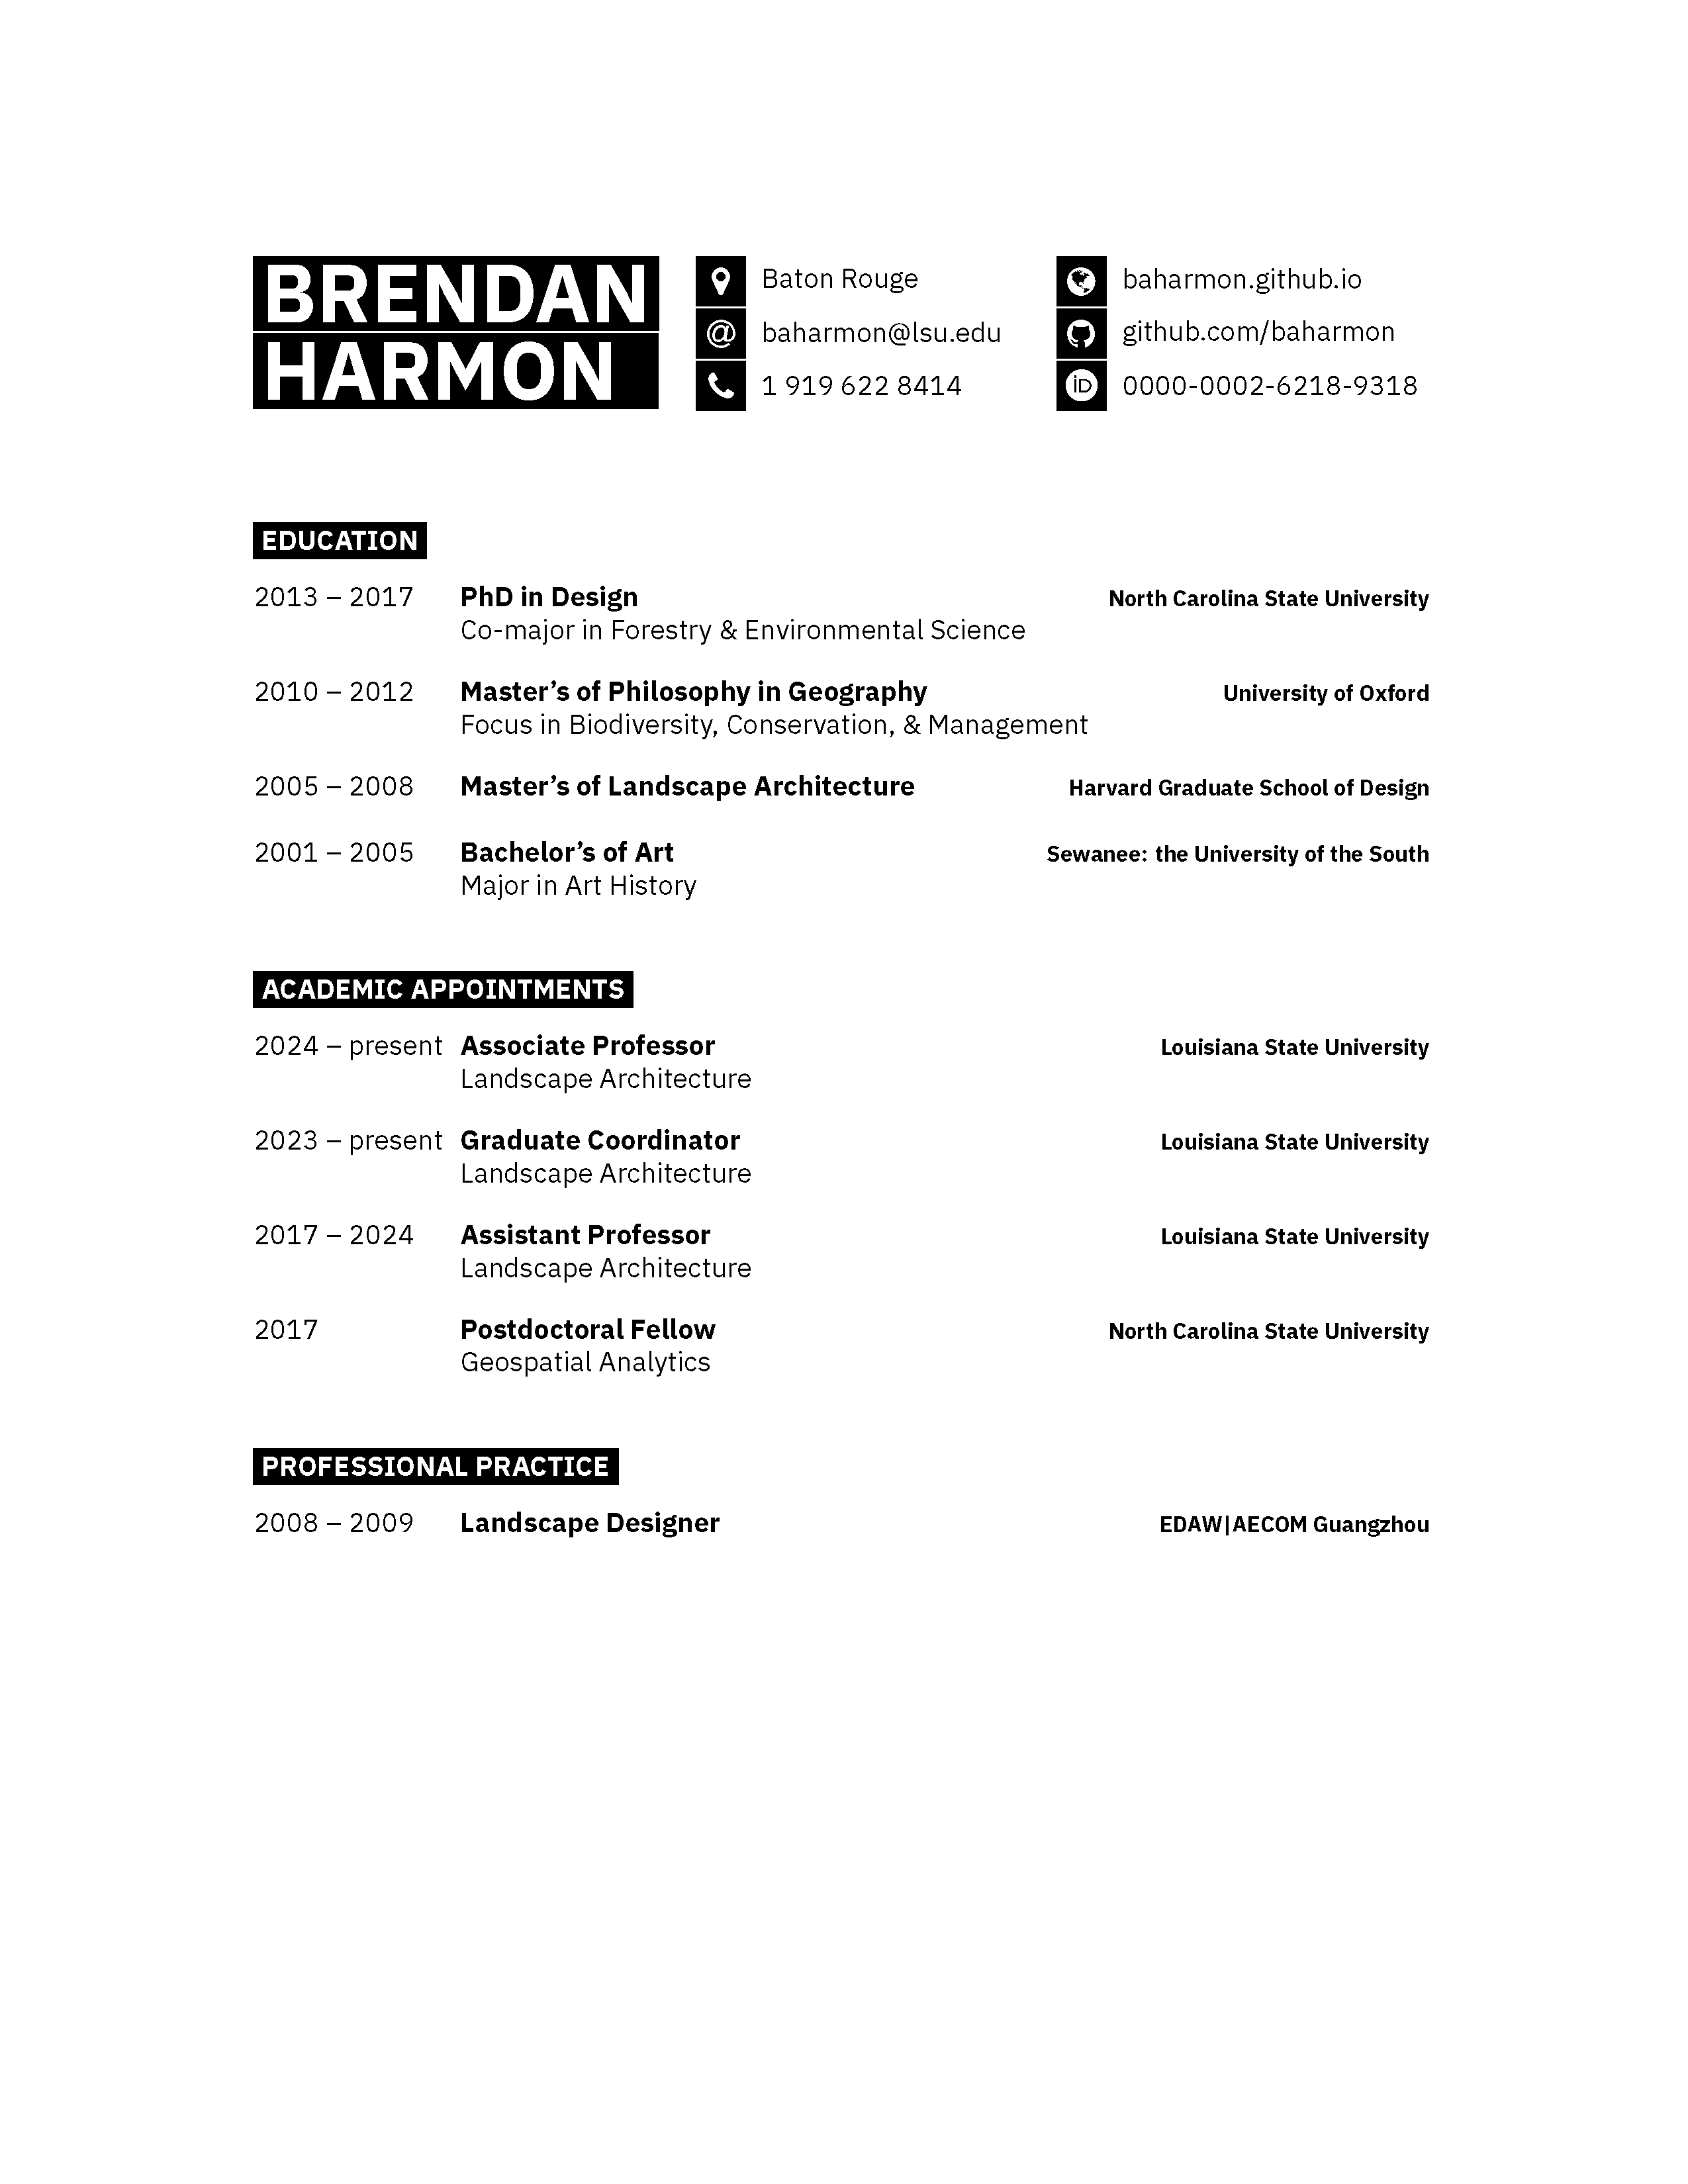 BRENDAN
HARMON
Baton Rouge
@ baharmon@lsu.edu
1 919 622 8414
baharmon.github.io
github.com/baharmon
iD 0000-0002-6218-9318
EDUCATION
2013 – 2017 PhD in Design North Carolina State University
Co-major in Forestry & Environmental Science
2010 – 2012 Master’s of Philosophy in Geography University of Oxford
Focus in Biodiversity, Conservation, & Management
2005 – 2008 Master’s of Landscape Architecture Harvard Graduate School of Design
2001 – 2005 Bachelor’s of Art Sewanee: the University of the South
Major in Art History
ACADEMIC APPOINTMENTS
2024 – present Associate Professor Louisiana State University
Landscape Architecture
2023 – present Graduate Coordinator Louisiana State University
Landscape Architecture
2017 – 2024 Assistant Professor Louisiana State University
Landscape Architecture
2017 Postdoctoral Fellow North Carolina State University
Geospatial Analytics
PROFESSIONAL PRACTICE
2008 – 2009 Landscape Designer EDAW|AECOM Guangzhou